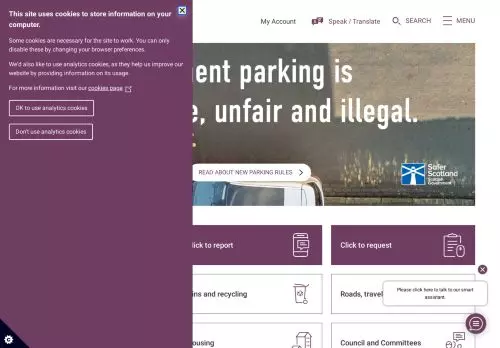 This site uses cookies to store information on your
computer.
Some cookies are necessary for the site to work. You can only
disable these by changing your browser preferences.
We'd also like to use analytics cookies, as they help us improve our
website by providing information on its usage.
For more information visit our cookies page
OK to use analytics cookies
Don't use analytics cookies
My Account
Speak / Translate
SEARCH
MENU
ent parking is
e, unfair and illegal.
READ ABOUT NEW PARKING RULES
Safer
Scotland
Scottish
Government
lick to report
Click to request
ins and recycling
Roads, travel
Please click here to talk to our smart
assistant.
ousing
Council and Committees